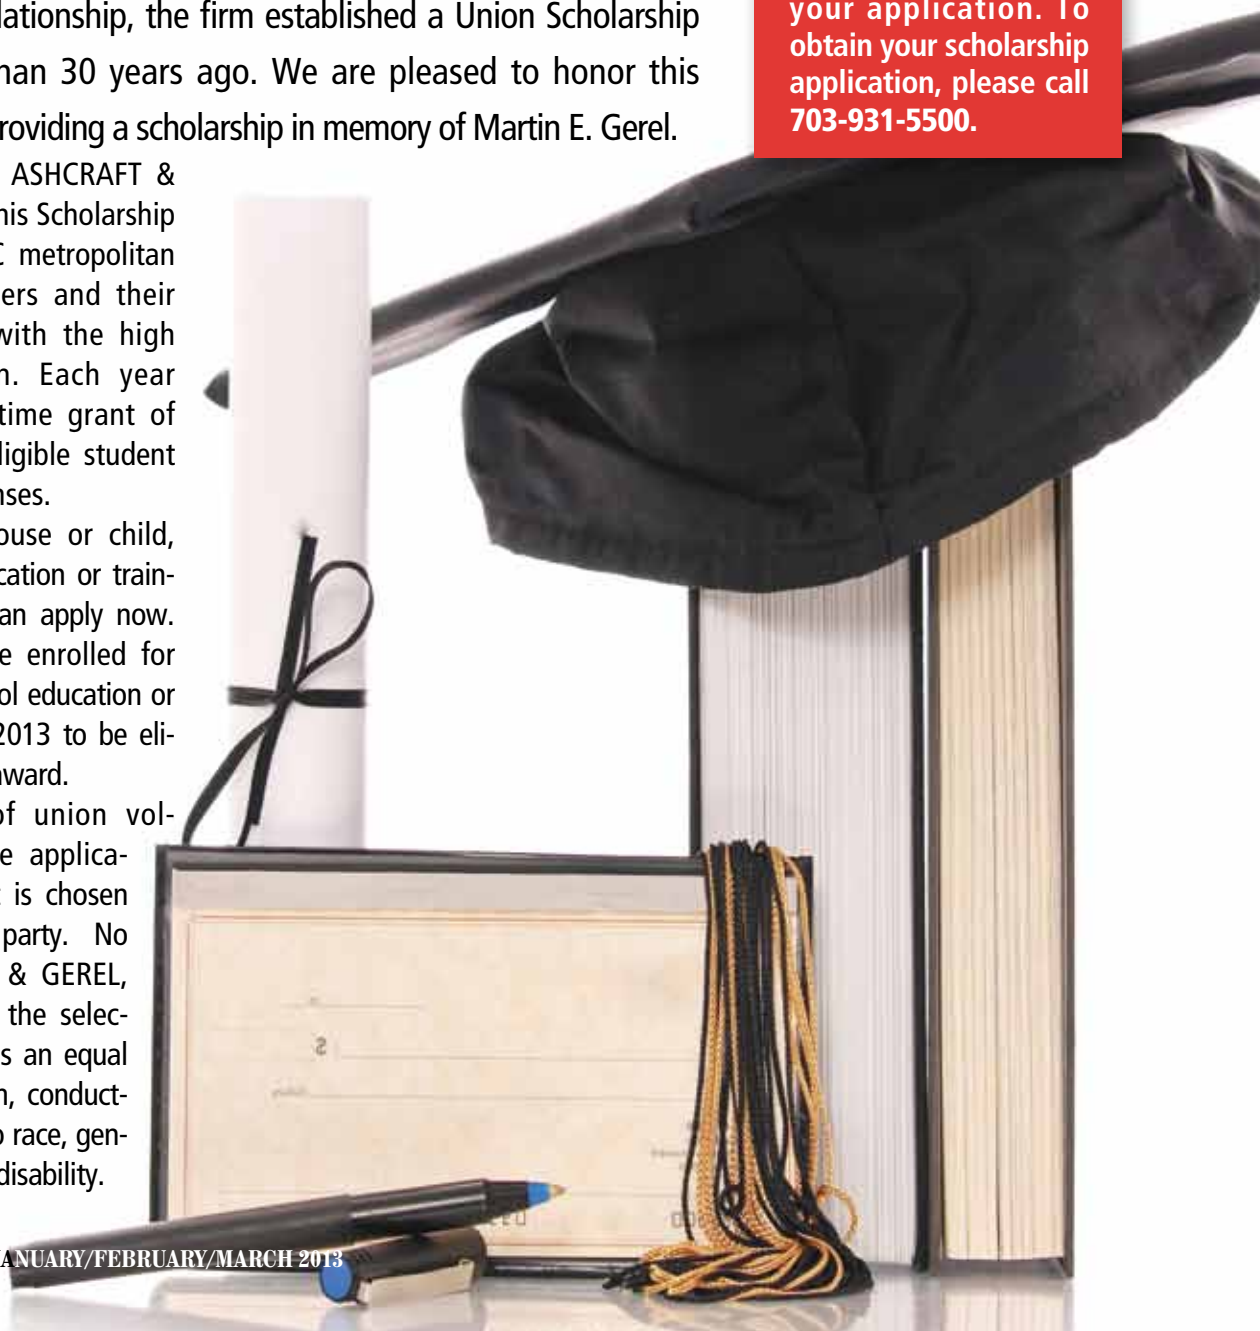 lationship, the firm established a Union Scholarship
han 30 years ago. We are pleased to honor this
roviding a scholarship in memory of Martin E. Gerel.
ASHCRAFT &
his Scholarship
C metropolitan
ers and their
with the high
n. Each year
time grant of
ligible student
nses.
ouse or child,
cation or train-
an apply now.
e enrolled for
ol education or
2013 to be eli-
award.
of union vol-
e applica-
t is chosen
party. No
& GEREL,
the selec-
s an equal
n, conduct-
o race, gen-
disability.
your application. To
obtain your scholarship
application, please call
703-931-5500.
$
ANUARY/FEBRUARY/MARCH 2013